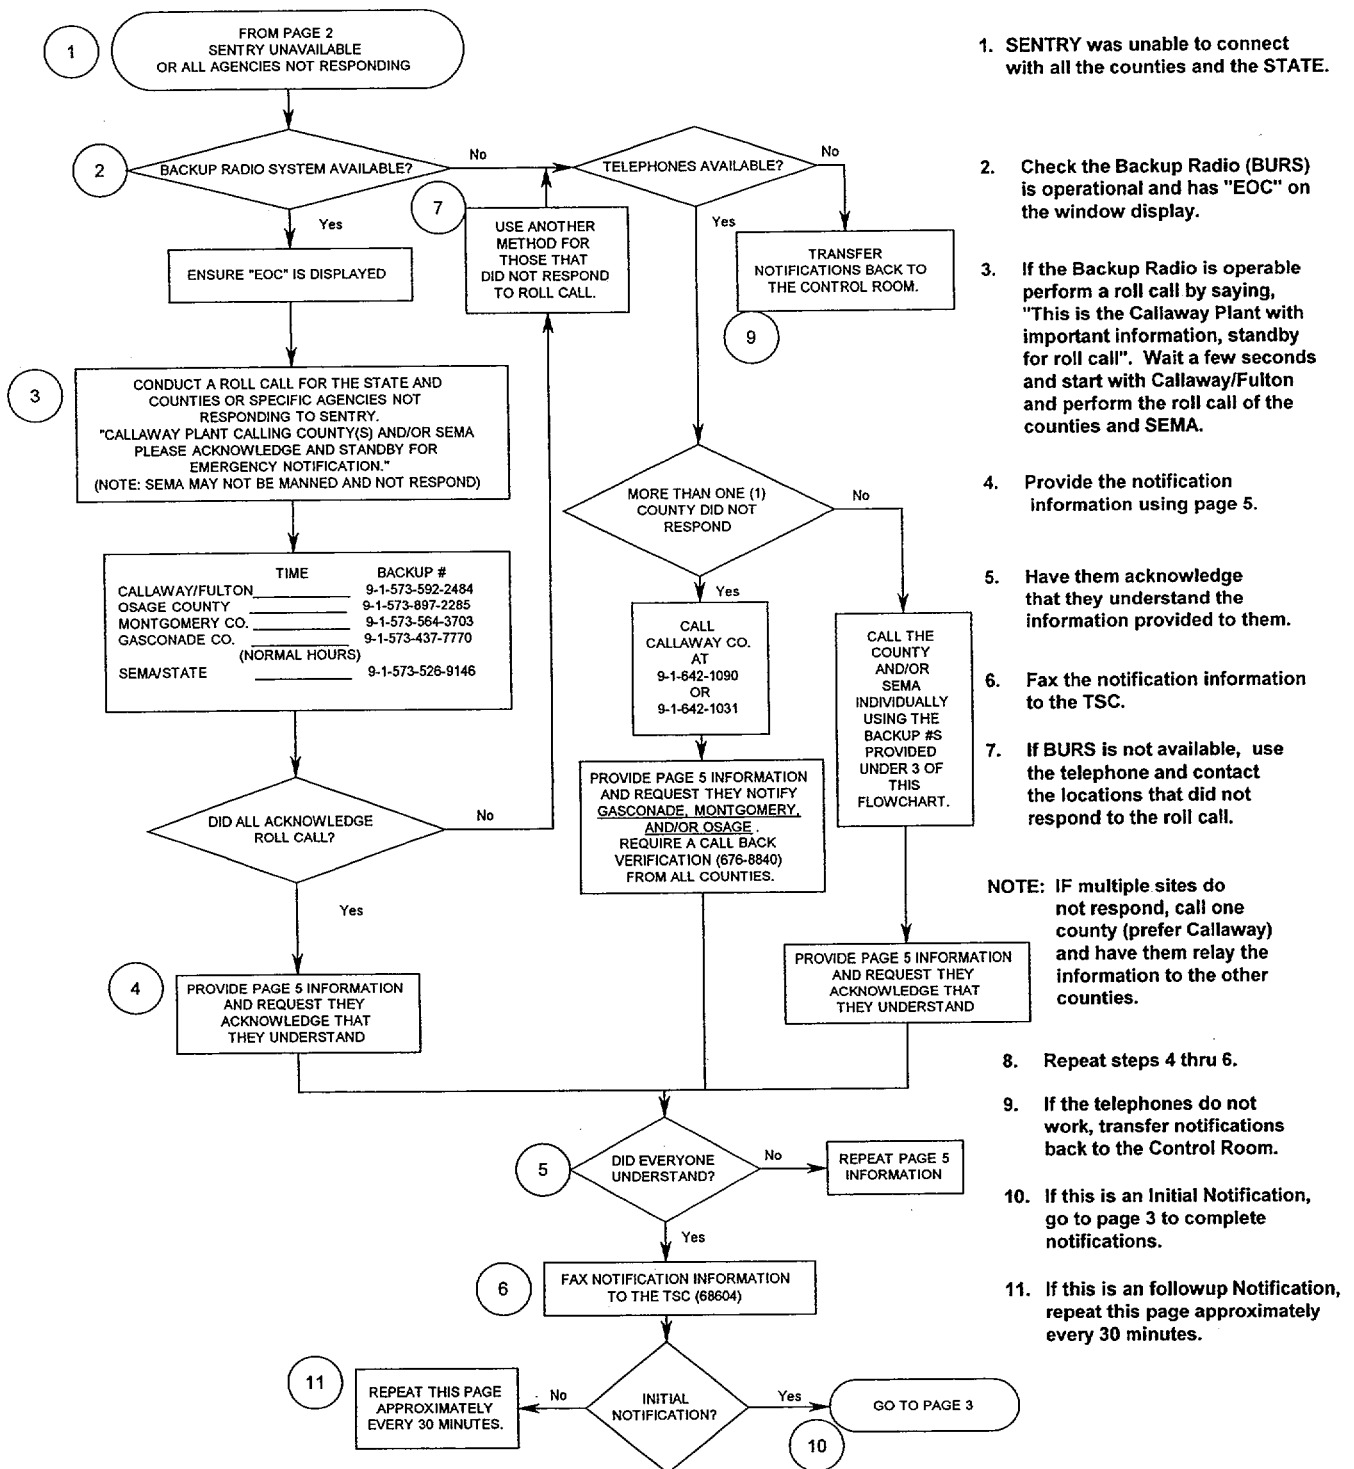 1
FROM PAGE 2
SENTRY UNAVAILABLE
OR ALL AGENCIES NOT RESPONDING
2
BACKUP RADIO SYSTEM AVAILABLE?
No
TELEPHONES AVAILABLE?
No
Yes
7
USE ANOTHER
METHOD FOR
THOSE THAT
DID NOT RESPOND
TO ROLL CALL.
Yes
TRANSFER
NOTIFICATIONS BACK TO
THE CONTROL ROOM.
9
ENSURE "EOC" IS DISPLAYED
3
CONDUCT A ROLL CALL FOR THE STATE AND
COUNTIES OR SPECIFIC AGENCIES NOT
RESPONDING TO SENTRY.
"CALLAWAY PLANT CALLING COUNTY(S) AND/OR SEMA
PLEASE ACKNOWLEDGE AND STANDBY FOR
EMERGENCY NOTIFICATION."
(NOTE: SEMA MAY NOT BE MANNED AND NOT RESPOND)
TIME BACKUP #
CALLAWAY/FULTON 9-1-573-592-2484
OSAGE COUNTY 9-1-573-897-2285
MONTGOMERY CO. 9-1-573-564-3703
GASCONADE CO. 9-1-573-437-7770
(NORMAL HOURS)
SEMA/STATE 9-1-573-526-9146
DID ALL ACKNOWLEDGE
ROLL CALL?
No
Yes
4
PROVIDE PAGE 5 INFORMATION
AND REQUEST THEY
ACKNOWLEDGE THAT
THEY UNDERSTAND
MORE THAN ONE (1)
COUNTY DID NOT
RESPOND
No
Yes
CALL
CALLAWAY CO.
AT
9-1-642-1090
OR
9-1-642-1031
PROVIDE PAGE 5 INFORMATION
AND REQUEST THEY NOTIFY
GASCONADE, MONTGOMERY,
AND/OR OSAGE .
REQUIRE A CALL BACK
VERIFICATION (676-8840)
FROM ALL COUNTIES.
CALL THE
COUNTY
AND/OR
SEMA
INDIVIDUALLY
USING THE
BACKUP #S
PROVIDED
UNDER 3 OF
THIS
FLOWCHART.
PROVIDE PAGE 5 INFORMATION
AND REQUEST THEY
ACKNOWLEDGE THAT
THEY UNDERSTAND
5
DID EVERYONE
UNDERSTAND?
No
REPEAT PAGE 5
INFORMATION
Yes
6
FAX NOTIFICATION INFORMATION
TO THE TSC (68604)
11
REPEAT THIS PAGE
APPROXIMATELY
EVERY 30 MINUTES.
No
INITIAL
NOTIFICATION?
Yes
GO TO PAGE 3
10
1. SENTRY was unable to connect
with all the counties and the STATE.
2. Check the Backup Radio (BURS)
is operational and has "EOC" on
the window display.
3. If the Backup Radio is operable
perform a roll call by saying,
"This is the Callaway Plant with
important information, standby
for roll call". Wait a few seconds
and start with Callaway/Fulton
and perform the roll call of the
counties and SEMA.
4. Provide the notification
information using page 5.
5. Have them acknowledge
that they understand the
information provided to them.
6. Fax the notification information
to the TSC.
7. If BURS is not available, use
the telephone and contact
the locations that did not
respond to the roll call.
NOTE: IF multiple sites do
not respond, call one
county (prefer Callaway)
and have them relay the
information to the other
counties.
8. Repeat steps 4 thru 6.
9. If the telephones do not
work, transfer notifications
back to the Control Room.
10. If this is an Initial Notification,
go to page 3 to complete
notifications.
11. If this is an followup Notification,
repeat this page approximately
every 30 minutes.